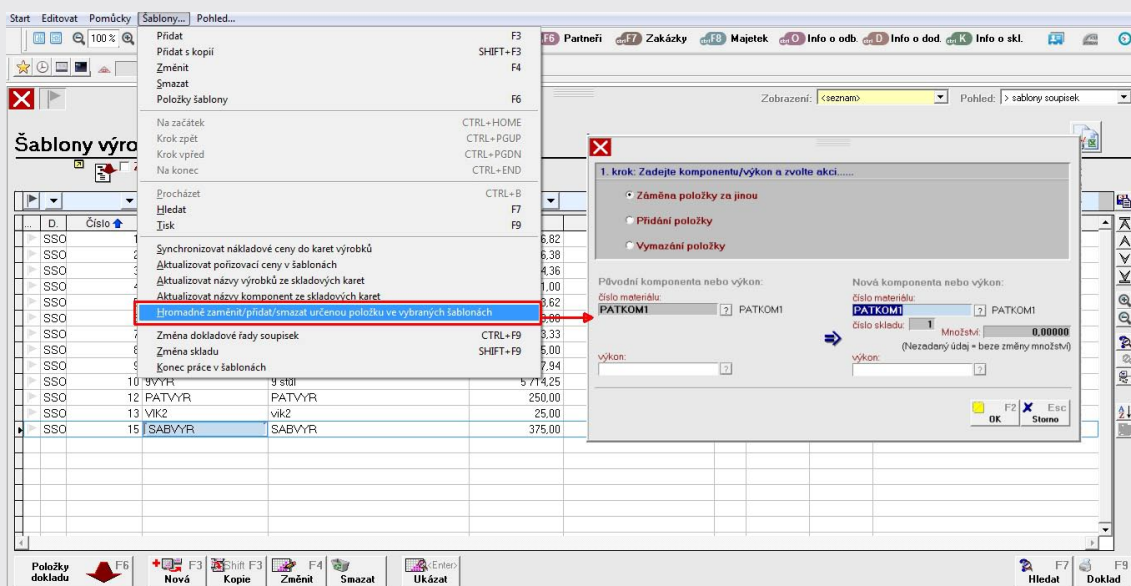 Start Editovat Pomůcky Šablony... Pohled...
100 %
F6 Partneři F7 Zakázky F8 Majetek O Info o odb. D Info o dod. K Info o skl.
Přidat F3
Přidat s kopií SHIFT+F3
Změnit F4
Smazat
Položky šablony F6
Na začátek CTRL+HOME
Krok zpět CTRL+PGUP
Krok vpřed CTRL+PGDN
Na konec CTRL+END
Procházet CTRL+B
Hledat F7
Tisk F9
Synchronizovat nákladové ceny do karet výrobků
Aktualizovat pořizovací ceny v šablonách
Aktualizovat názvy výrobků ze skladových karet
Aktualizovat názvy komponent ze skladových karet
Hromadně zaměnit/přidat/smazat určenou položku ve vybraných šablonách
Změna dokladové řady soupisek CTRL+F9
Změna skladu SHIFT+F9
Konec práce v šablonách
Zobrazení: <seznam> Pohled: > sablony soupisek
Šablony výro
... D. Číslo
SSO 1 6,82
SSO 2 6,38
SSO 3 4,36
SSO 4 1,00
SSO 3,62
SSO
SSO 7 3,33
SSO 8 5,00
SSO 9 7,94
SSO 10 9VYR 9 stůl 5 714,25
SSO 12 PATVYR PATVYR 250,00
SSO 13 VIK2 vik2 25,00
SSO 15 SABVYR SABVYR 375,00
1. krok: Zadejte komponentu/výkon a zvolte akci......
Záměna položky za jinou
Přidání položky
Vymazání položky
Původní komponenta nebo výkon:
číslo materiálu:
PATKOM1 ? PATKOM1
výkon:
?
Nová komponenta nebo výkon:
číslo materiálu:
PATKOM1 ? PATKOM1
číslo skladu: 1 Množství: 0,00000
(Nezadaný údaj = beze změny množství)
výkon:
?
F2 OK Esc Storno
Položky dokladu F6
F3 Nová
Shift F3 Kopie
F4 Změnit
Smazat
<Enter> Ukázat
F7 Hledat
F9 Doklad